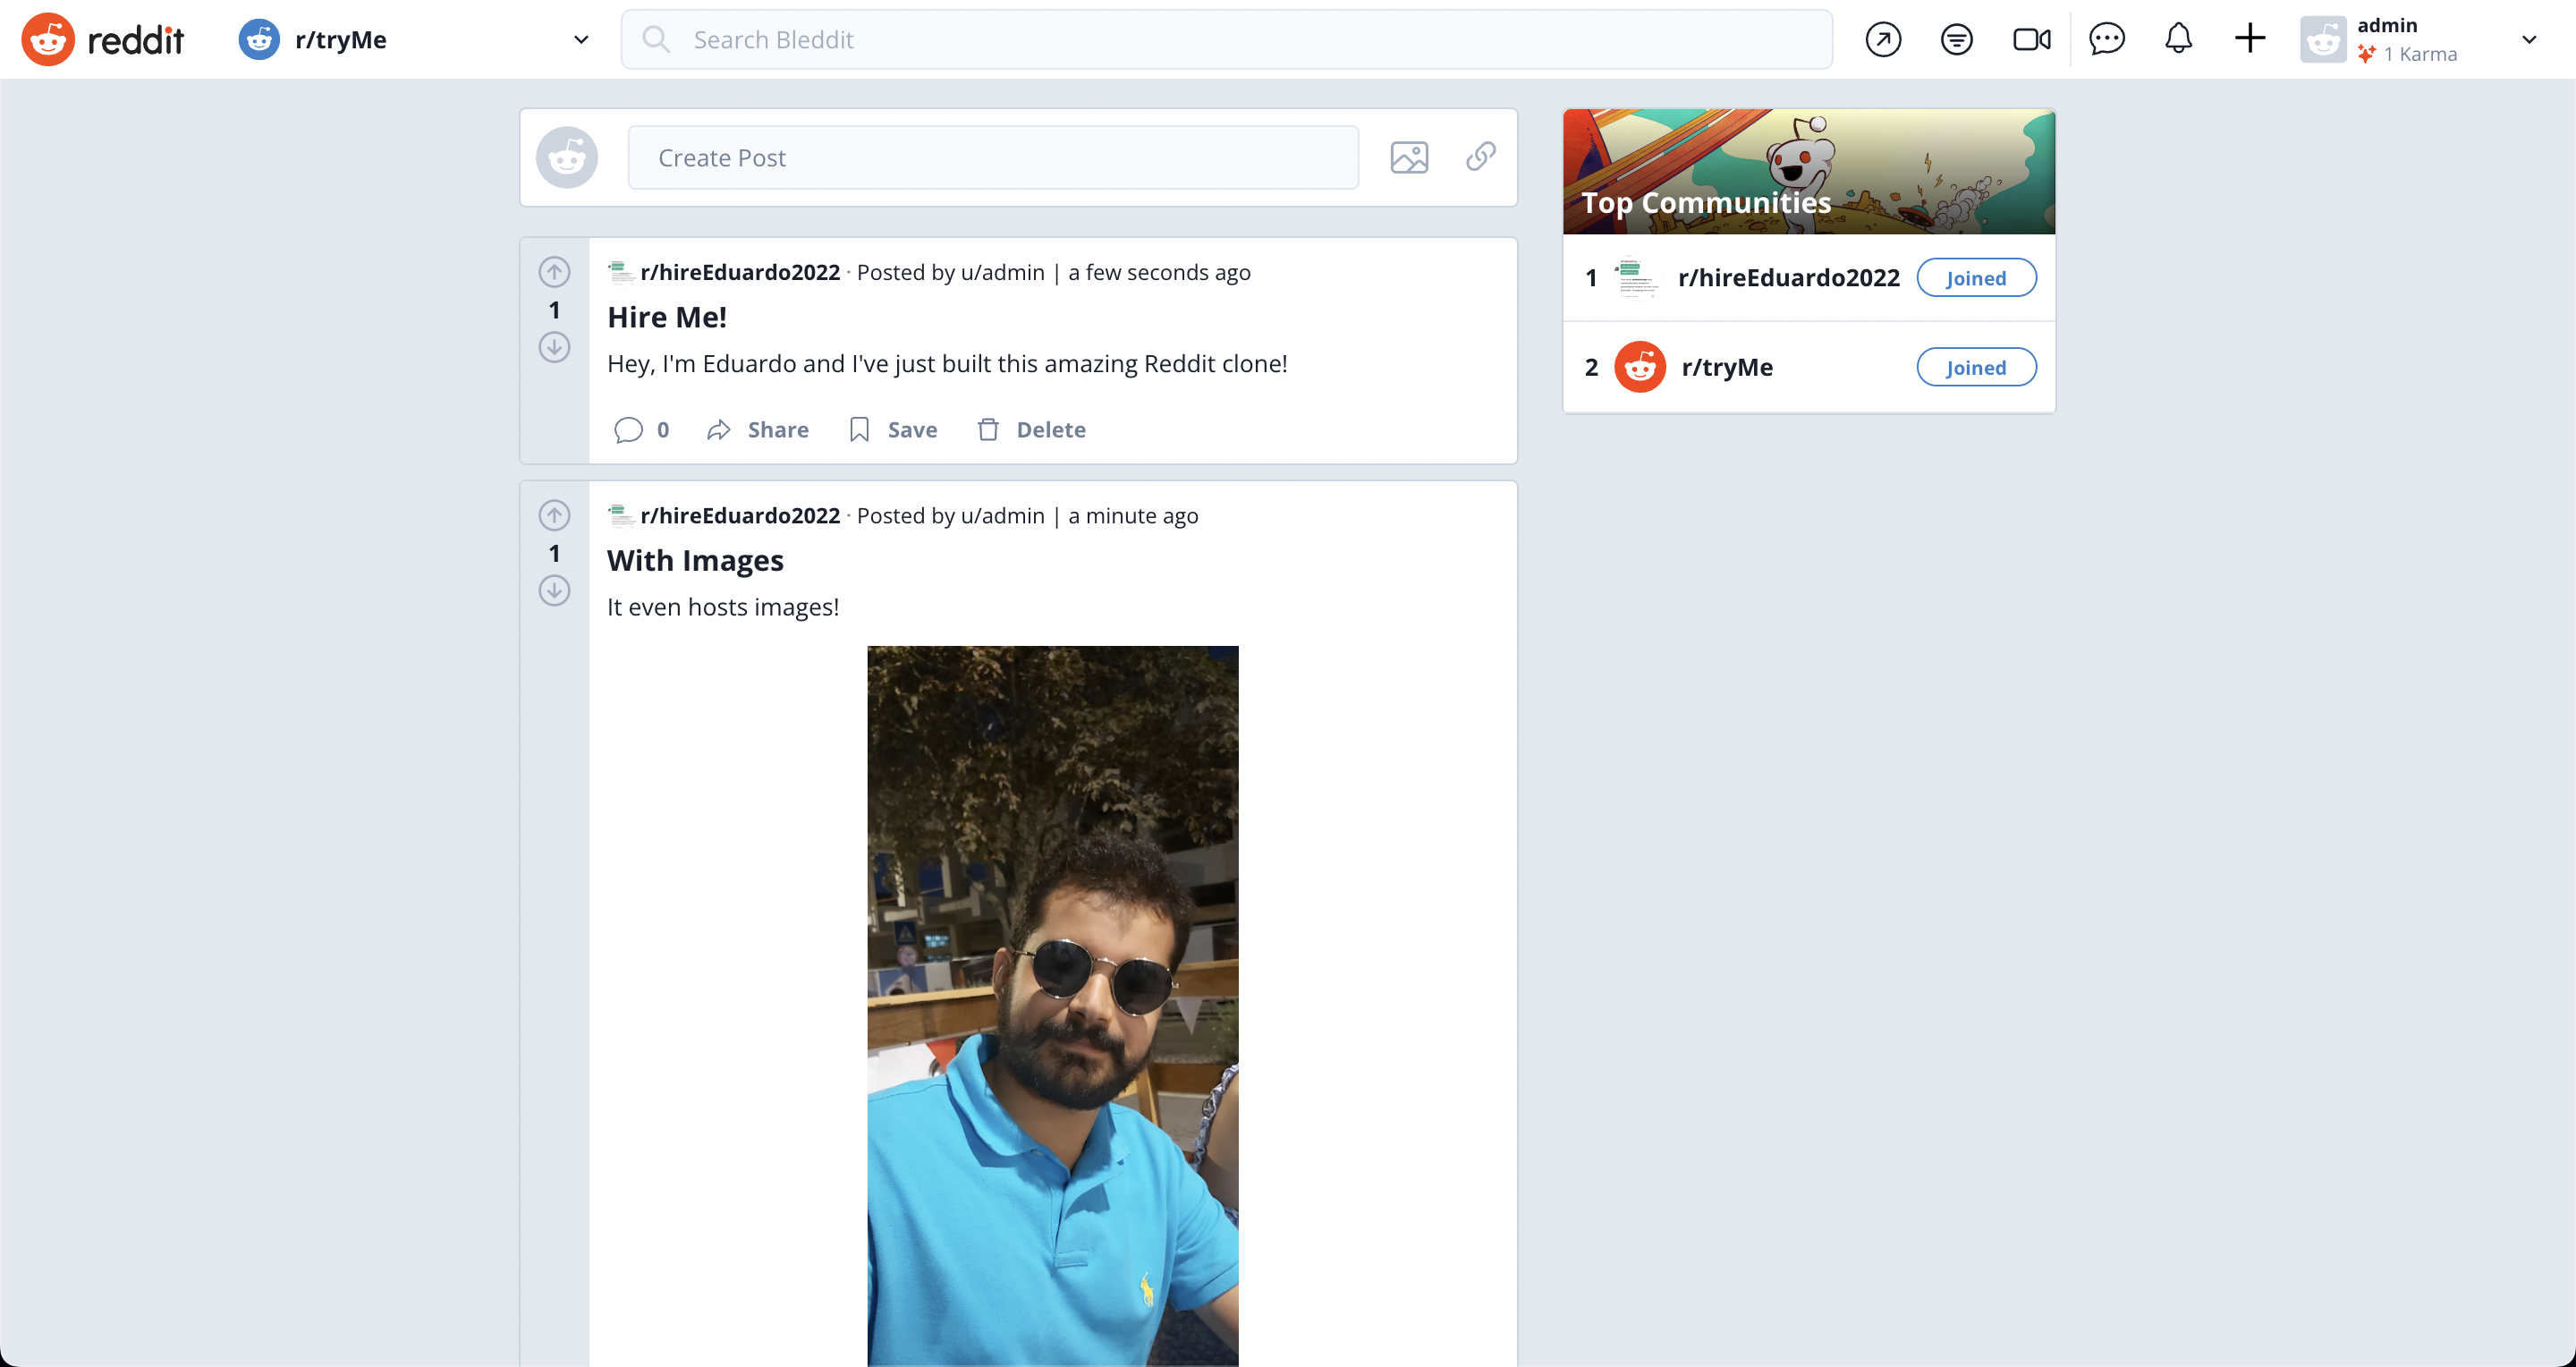 reddit
r/tryMe
Search Bleddit
admin
1 Karma
Create Post
Top Communities
1 r/hireEduardo2022 Joined
2 r/tryMe Joined
r/hireEduardo2022 · Posted by u/admin | a few seconds ago
1
Hire Me!
Hey, I'm Eduardo and I've just built this amazing Reddit clone!
0 Share Save Delete
r/hireEduardo2022 · Posted by u/admin | a minute ago
1
With Images
It even hosts images!